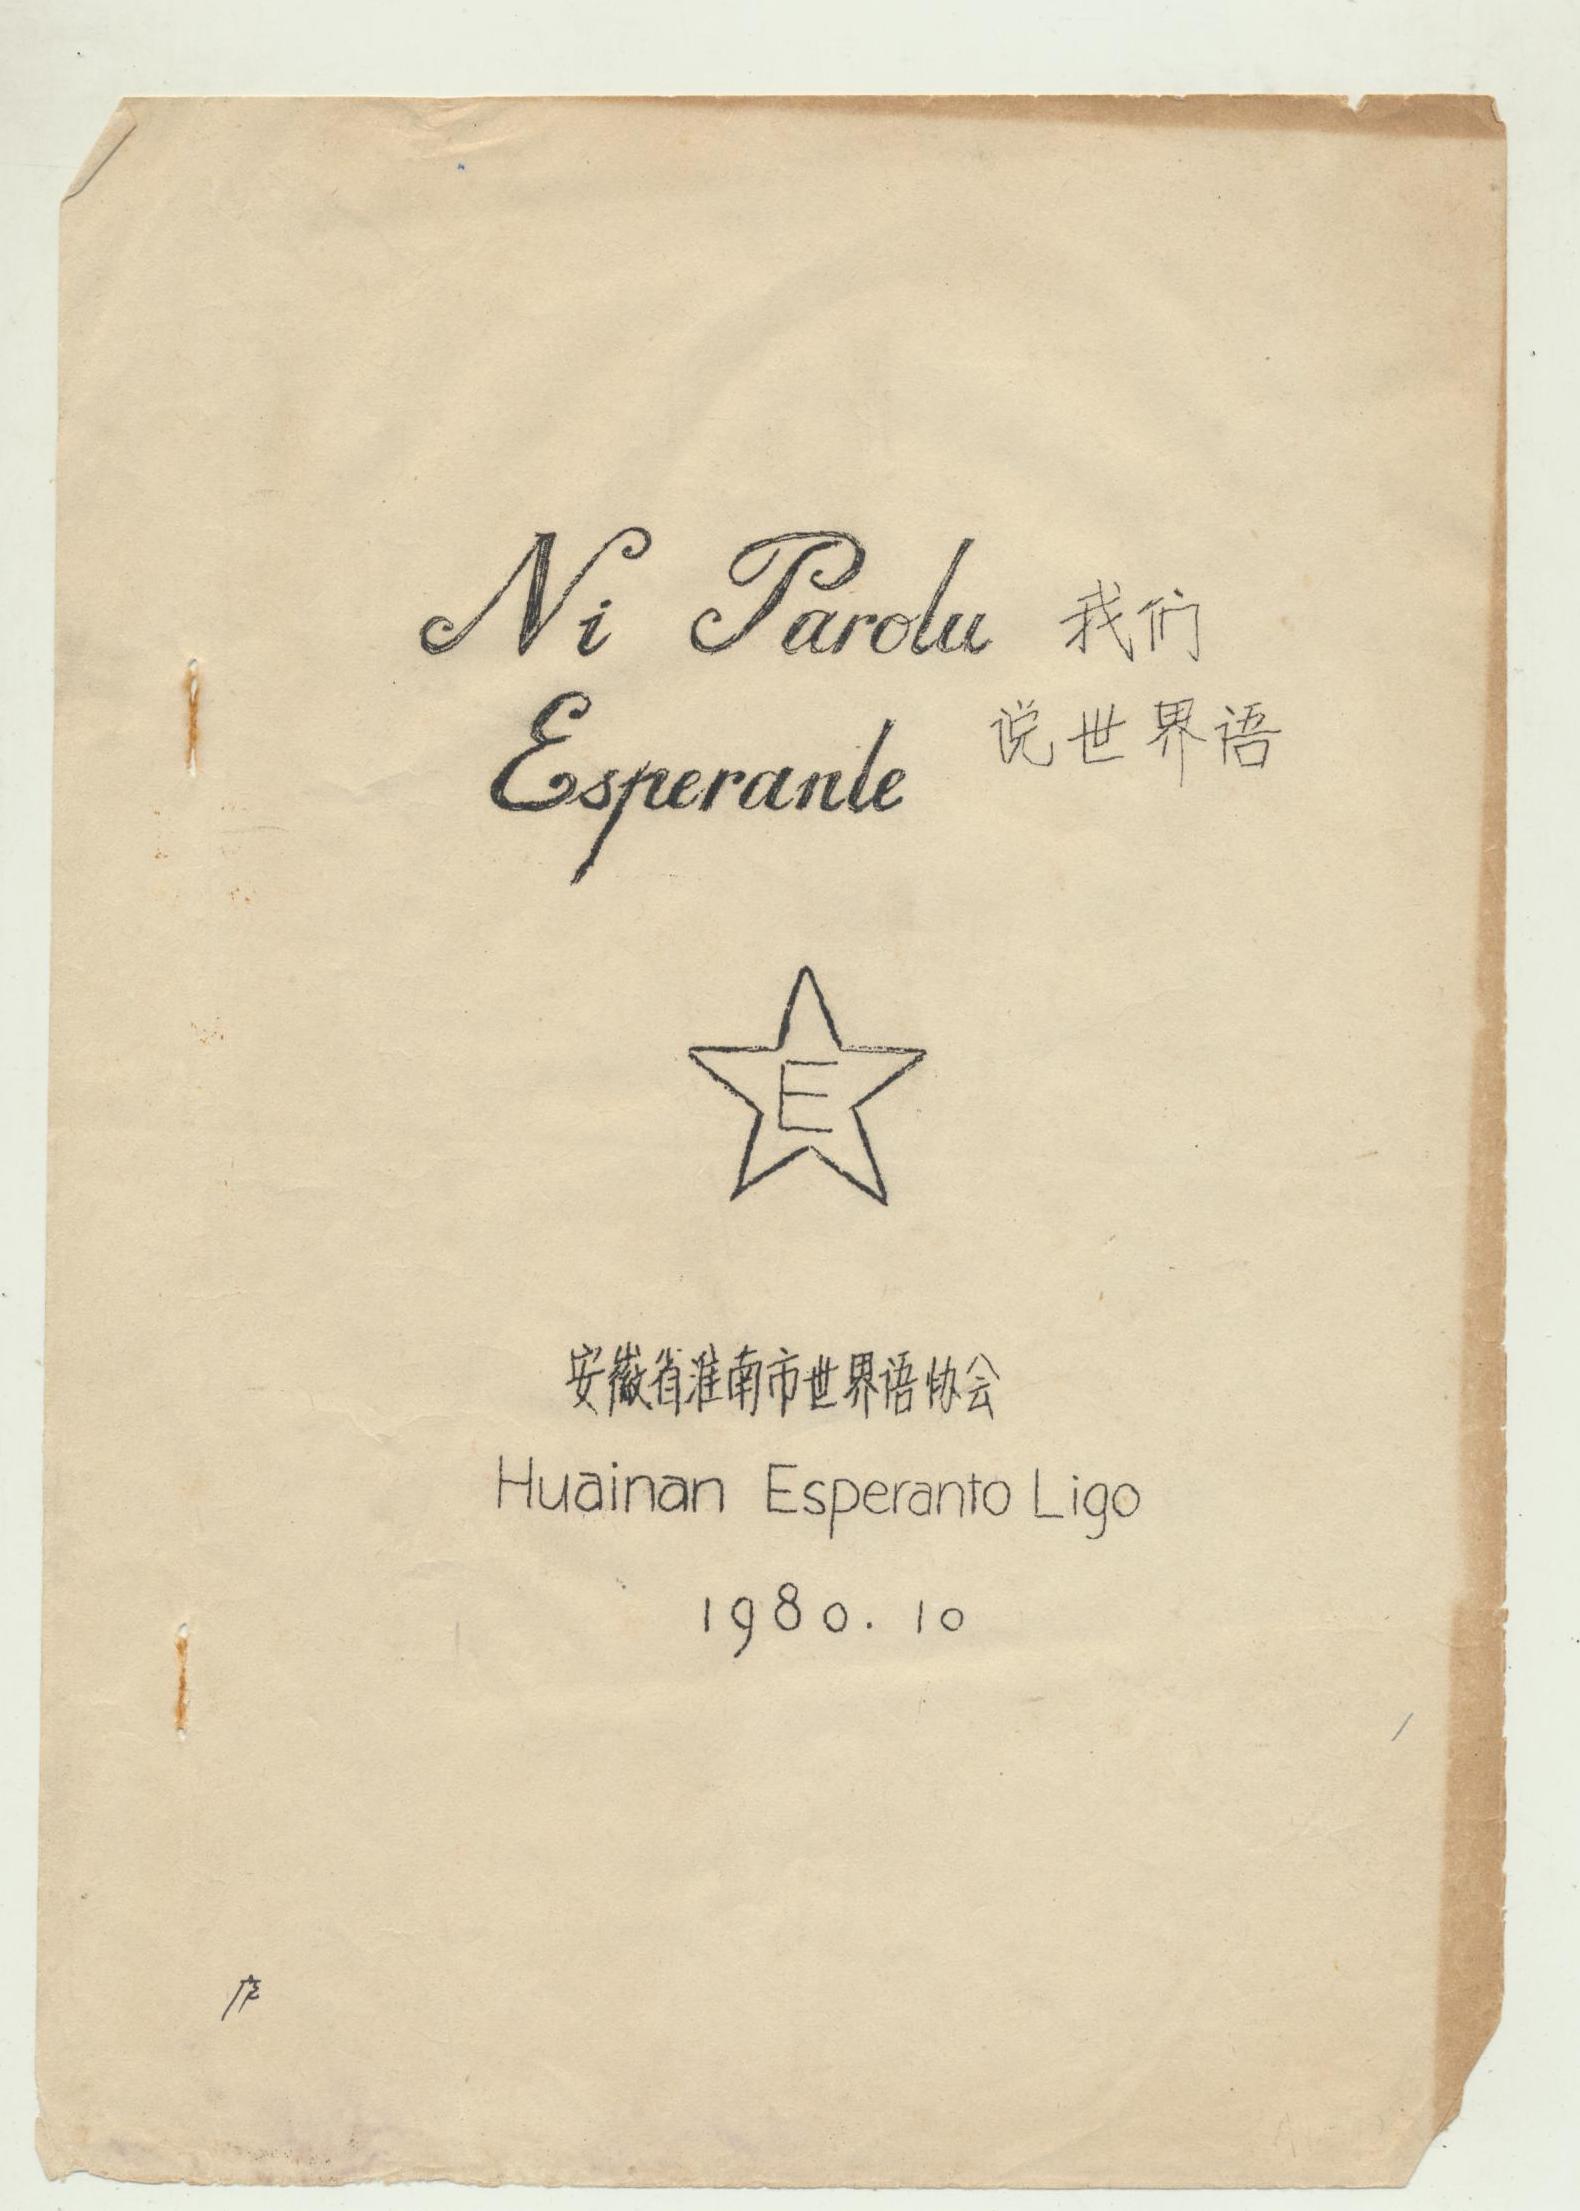 Ni Parolu 我们
Esperante 说世界语
E
安徽省淮南市世界语协会
Huainan Esperanto Ligo
1980.10